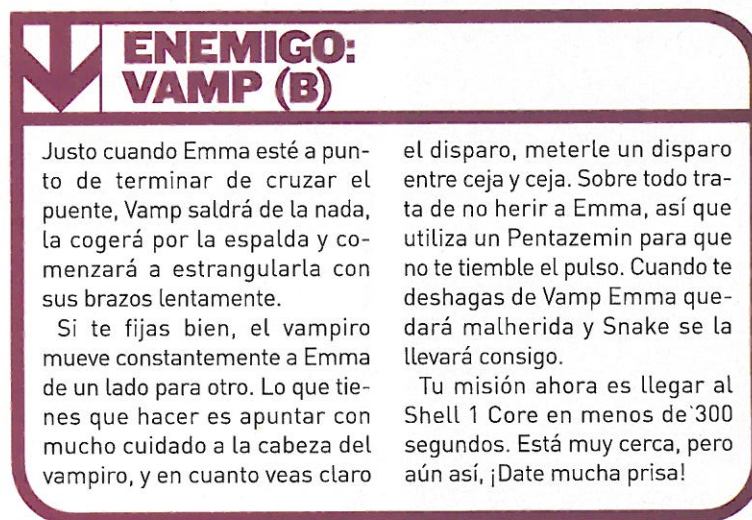 ENEMIGO:
VAMP (B)
Justo cuando Emma esté a pun-
to de terminar de cruzar el
puente, Vamp saldrá de la nada,
la cogerá por la espalda y co-
menzará a estrangularla con
sus brazos lentamente.
Si te fijas bien, el vampiro
mueve constantemente a Emma
de un lado para otro. Lo que tie-
nes que hacer es apuntar con
mucho cuidado a la cabeza del
vampiro, y en cuanto veas claro
el disparo, meterle un disparo
entre ceja y ceja. Sobre todo tra-
ta de no herir a Emma, así que
utiliza un Pentazemin para que
no te tiemble el pulso. Cuando te
deshagas de Vamp Emma que-
dará malherida y Snake se la
llevará consigo.
Tu misión ahora es llegar al
Shell 1 Core en menos de 300
segundos. Está muy cerca, pero
aún así, ¡Date mucha prisa!